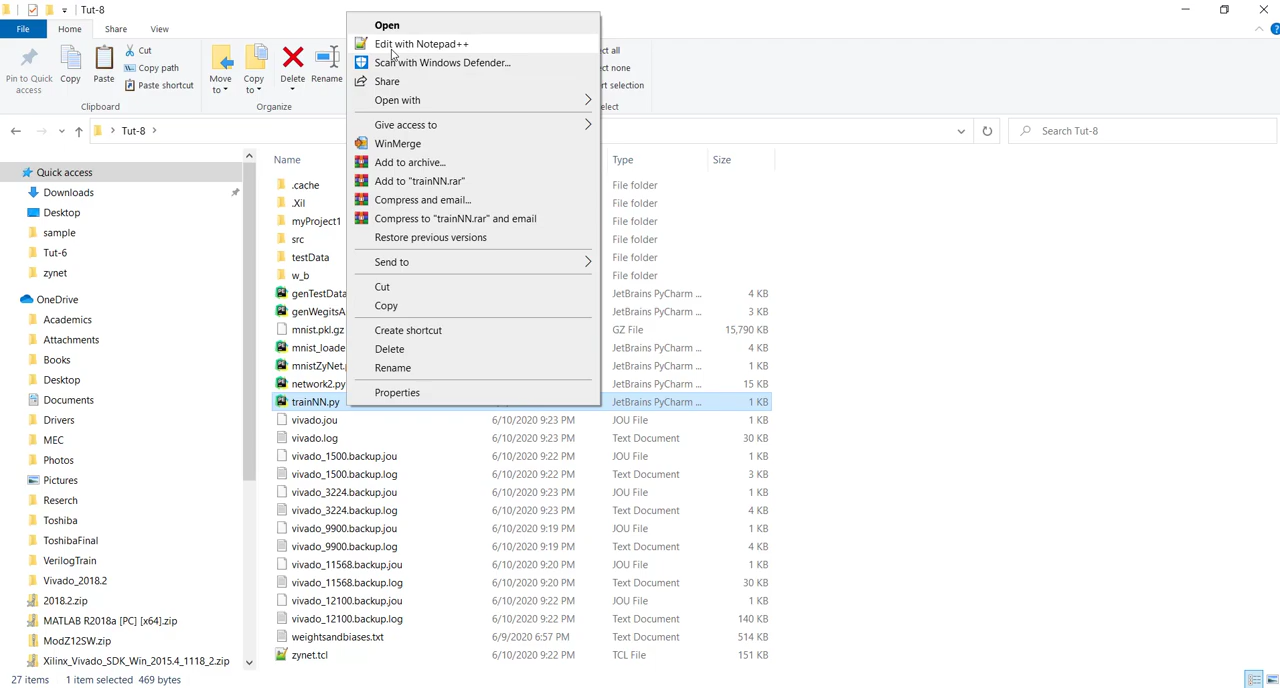 Tut-8
File Home Share View
Pin to Quick access
Copy
Paste
Cut
Copy path
Paste shortcut
Clipboard
Move to
Copy to
Delete
Rename
Organize
ct all
ct none
rt selection
lect
Tut-8
Search Tut-8
Quick access
Downloads
Desktop
sample
Tut-6
zynet
OneDrive
Academics
Attachments
Books
Desktop
Documents
Drivers
MEC
Photos
Pictures
Reserch
Toshiba
ToshibaFinal
VerilogTrain
Vivado_2018.2
2018.2.zip
MATLAB R2018a [PC] [x64].zip
ModZ12SW.zip
Xilinx_Vivado_SDK_Win_2015.4_1118_2.zip
Open
Edit with Notepad++
Scan with Windows Defender...
Share
Open with
Give access to
WinMerge
Add to archive...
Add to "trainNN.rar"
Compress and email...
Compress to "trainNN.rar" and email
Restore previous versions
Send to
Cut
Copy
Create shortcut
Delete
Rename
Properties
Name Type Size
.cache File folder
.Xil File folder
myProject1 File folder
src File folder
testData File folder
w_b File folder
genTestData JetBrains PyCharm ... 4 KB
genWegitsA JetBrains PyCharm ... 3 KB
mnist.pkl.gz GZ File 15,790 KB
mnist_loade JetBrains PyCharm ... 4 KB
mnistZyNet. JetBrains PyCharm ... 1 KB
network2.py JetBrains PyCharm ... 15 KB
trainNN.py JetBrains PyCharm ... 1 KB
vivado.jou 6/10/2020 9:23 PM JOU File 1 KB
vivado.log 6/10/2020 9:23 PM Text Document 30 KB
vivado_1500.backup.jou 6/10/2020 9:22 PM JOU File 1 KB
vivado_1500.backup.log 6/10/2020 9:22 PM Text Document 3 KB
vivado_3224.backup.jou 6/10/2020 9:23 PM JOU File 1 KB
vivado_3224.backup.log 6/10/2020 9:23 PM Text Document 4 KB
vivado_9900.backup.jou 6/10/2020 9:19 PM JOU File 1 KB
vivado_9900.backup.log 6/10/2020 9:19 PM Text Document 4 KB
vivado_11568.backup.jou 6/10/2020 9:20 PM JOU File 1 KB
vivado_11568.backup.log 6/10/2020 9:20 PM Text Document 30 KB
vivado_12100.backup.jou 6/10/2020 9:22 PM JOU File 1 KB
vivado_12100.backup.log 6/10/2020 9:22 PM Text Document 140 KB
weightsandbiases.txt 6/9/2020 6:57 PM Text Document 514 KB
zynet.tcl 6/10/2020 9:22 PM TCL File 151 KB
27 items 1 item selected 469 bytes